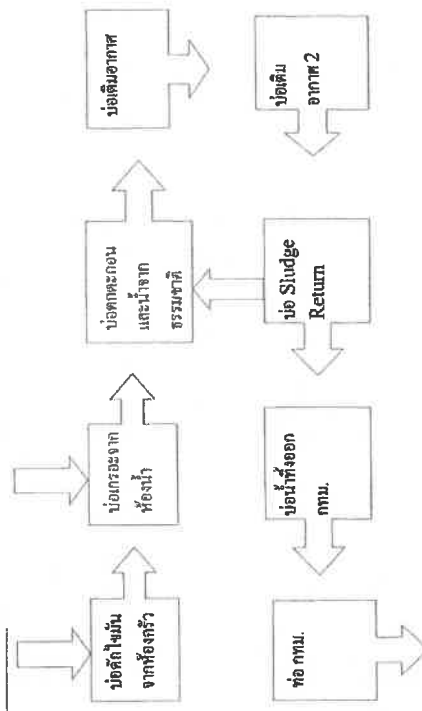 บ่อดักไขมัน
จากห้องครัว
บ่อเกรอะจาก
ห้องน้ำ
บ่อตกตะกอน
และน้ำจาก
ธรรมชาติ
บ่อเติมอากาศ
บ่อเติม
อากาศ 2
บ่อ Sludge
Return
บ่อน้ำทิ้งออก
กทม.
ท่อ กทม.